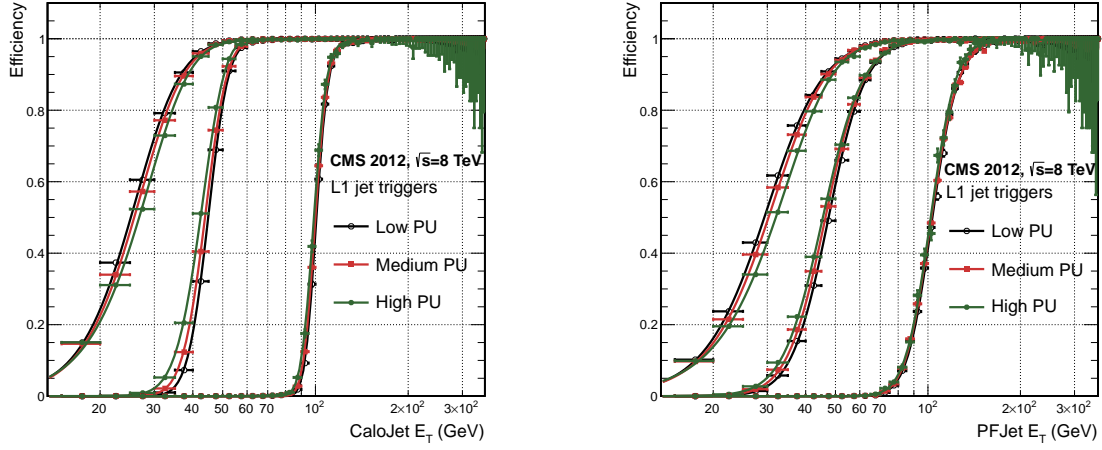 Efficiency
1
0.8
0.6
0.4
0.2
0
CMS 2012, √s=8 TeV
L1 jet triggers
Low PU
Medium PU
High PU
20 30 40 50 60 70 10² 2×10² 3×10²
CaloJet E_T (GeV)
Efficiency
1
0.8
0.6
0.4
0.2
0
CMS 2012, √s=8 TeV
L1 jet triggers
Low PU
Medium PU
High PU
20 30 40 50 60 70 10² 2×10² 3×10²
PFJet E_T (GeV)